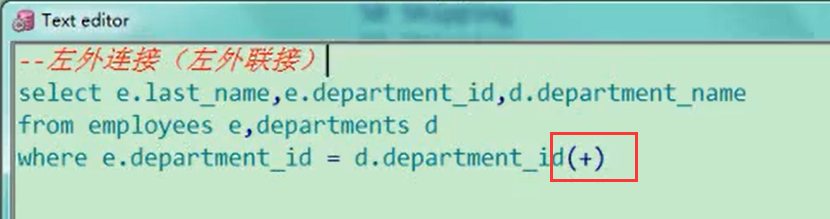 Text editor
--左外连接（左外联接）
select e.last_name,e.department_id,d.department_name
from employees e,departments d
where e.department_id = d.department_id(+)